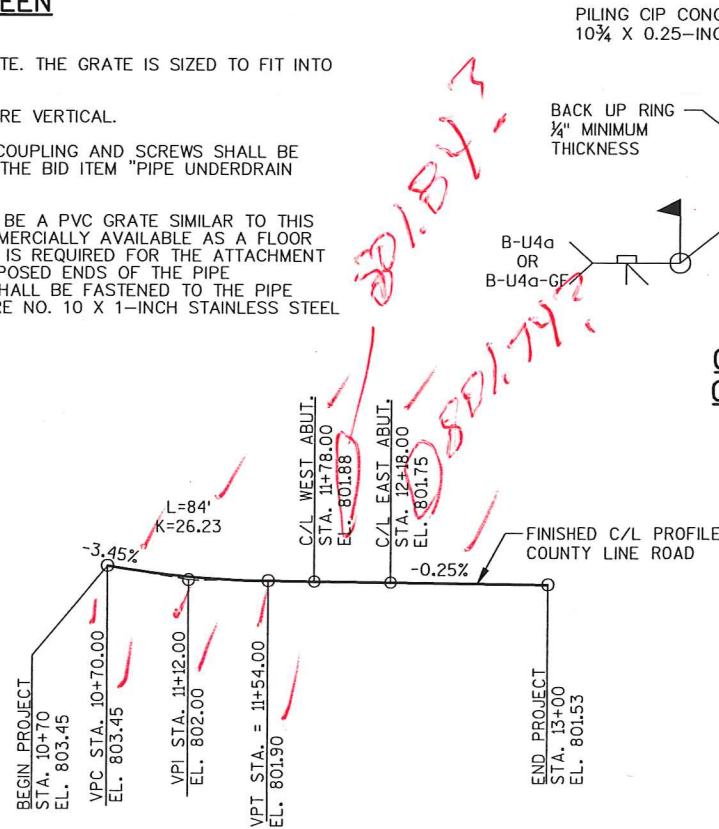 EEN
TE. THE GRATE IS SIZED TO FIT INTO
RE VERTICAL.
COUPLING AND SCREWS SHALL BE
THE BID ITEM "PIPE UNDERDRAIN
BE A PVC GRATE SIMILAR TO THIS
MERCIALLY AVAILABLE AS A FLOOR
IS REQUIRED FOR THE ATTACHMENT
POSED ENDS OF THE PIPE
HALL BE FASTENED TO THE PIPE
RE NO. 10 X 1-INCH STAINLESS STEEL
PILING CIP CONC
10¾ X 0.25-INC
BACK UP RING
¼" MINIMUM
THICKNESS
B-U4a
OR
B-U4a-GF
801.84?
801.74?
C/L WEST ABUT.
STA. 11+78.00
EL. 801.88
C/L EAST ABUT.
STA. 12+18.00
EL. 801.75
L=84'
K=26.23
-3.45%
-0.25%
FINISHED C/L PROFILE
COUNTY LINE ROAD
BEGIN PROJECT
STA. 10+70
EL. 803.45
VPC STA. 10+70.00
EL. 803.45
VPI STA. 11+12.00
EL. 802.00
VPT STA. = 11+54.00
EL. 801.90
END PROJECT
STA. 13+00
EL. 801.53